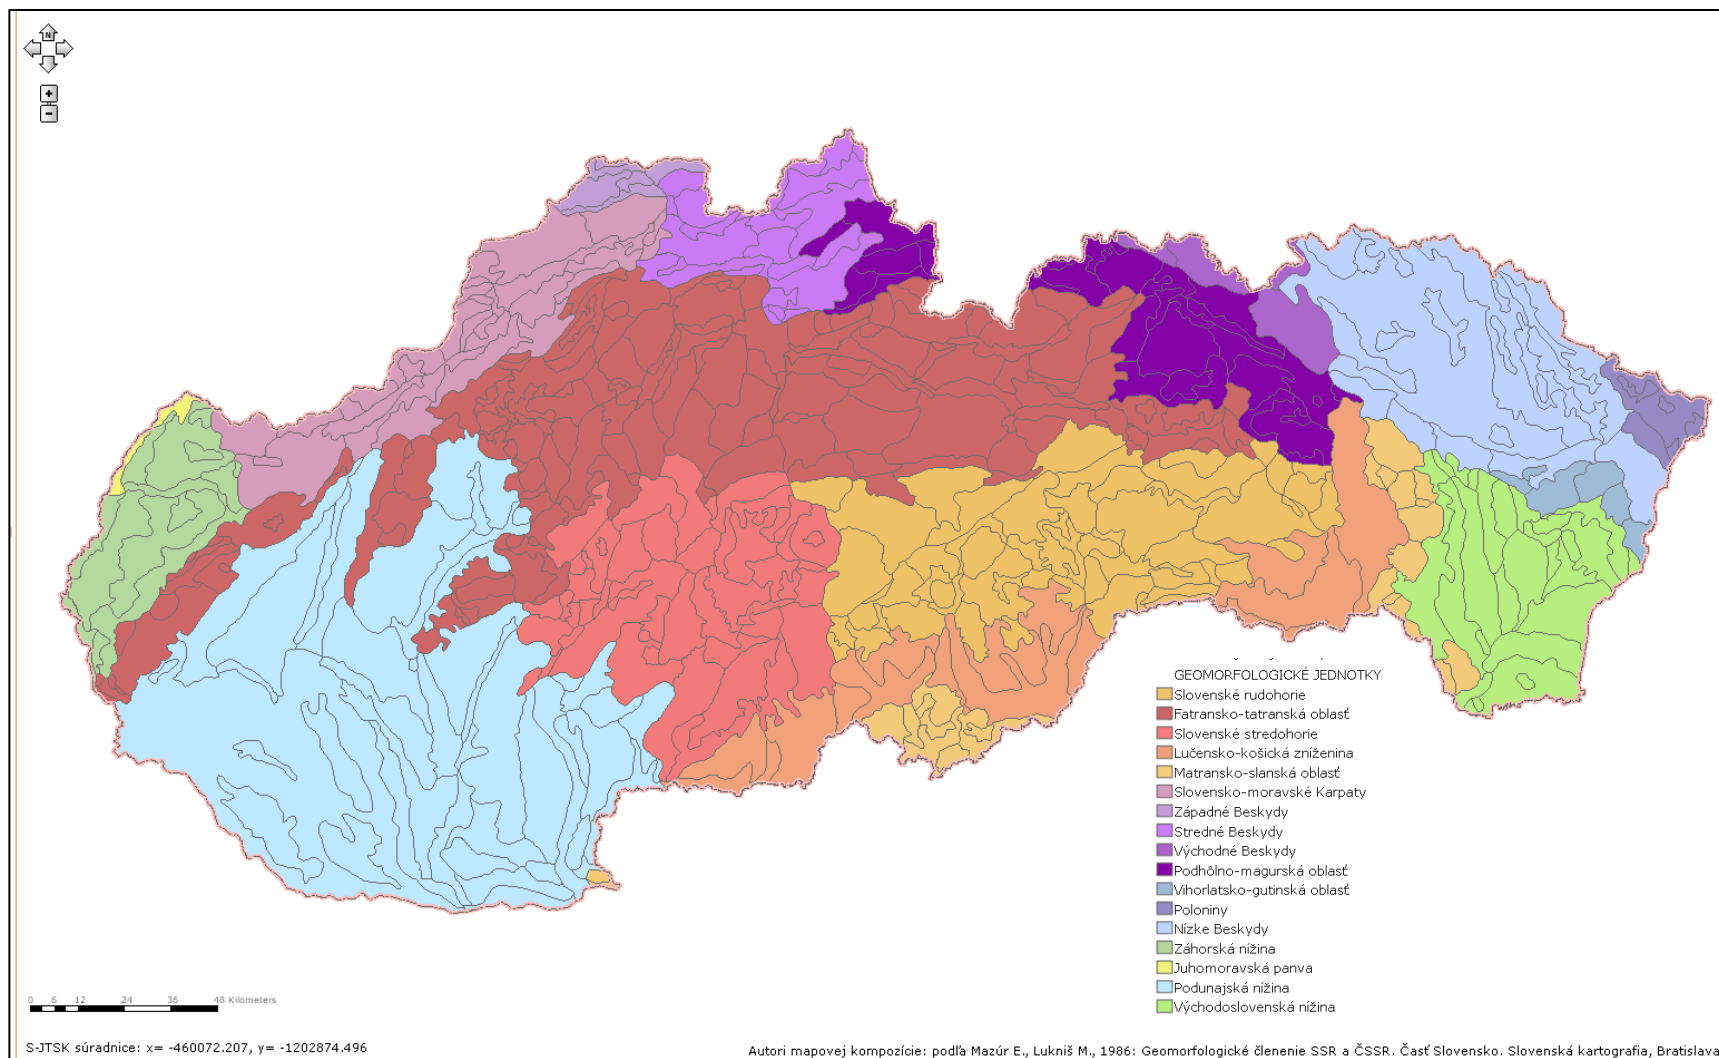 N
+
−
GEOMORFOLOGICKÉ JEDNOTKY
Slovenské rudohorie
Fatransko-tatranská oblasť
Slovenské stredohorie
Lučensko-košická zníženina
Matransko-slanská oblasť
Slovensko-moravské Karpaty
Západné Beskydy
Stredné Beskydy
Východné Beskydy
Podhôlno-magurská oblasť
Vihorlatsko-gutinská oblasť
Poloniny
Nízke Beskydy
Záhorská nížina
Juhomoravská panva
Podunajská nížina
Východoslovenská nížina
0 6 12 24 36 48 Kilometers
S-JTSK súradnice: x= -460072.207, y= -1202874.496
Autori mapovej kompozície: podľa Mazúr E., Lukniš M., 1986: Geomorfologické členenie SSR a ČSSR. Časť Slovensko. Slovenská kartografia, Bratislava